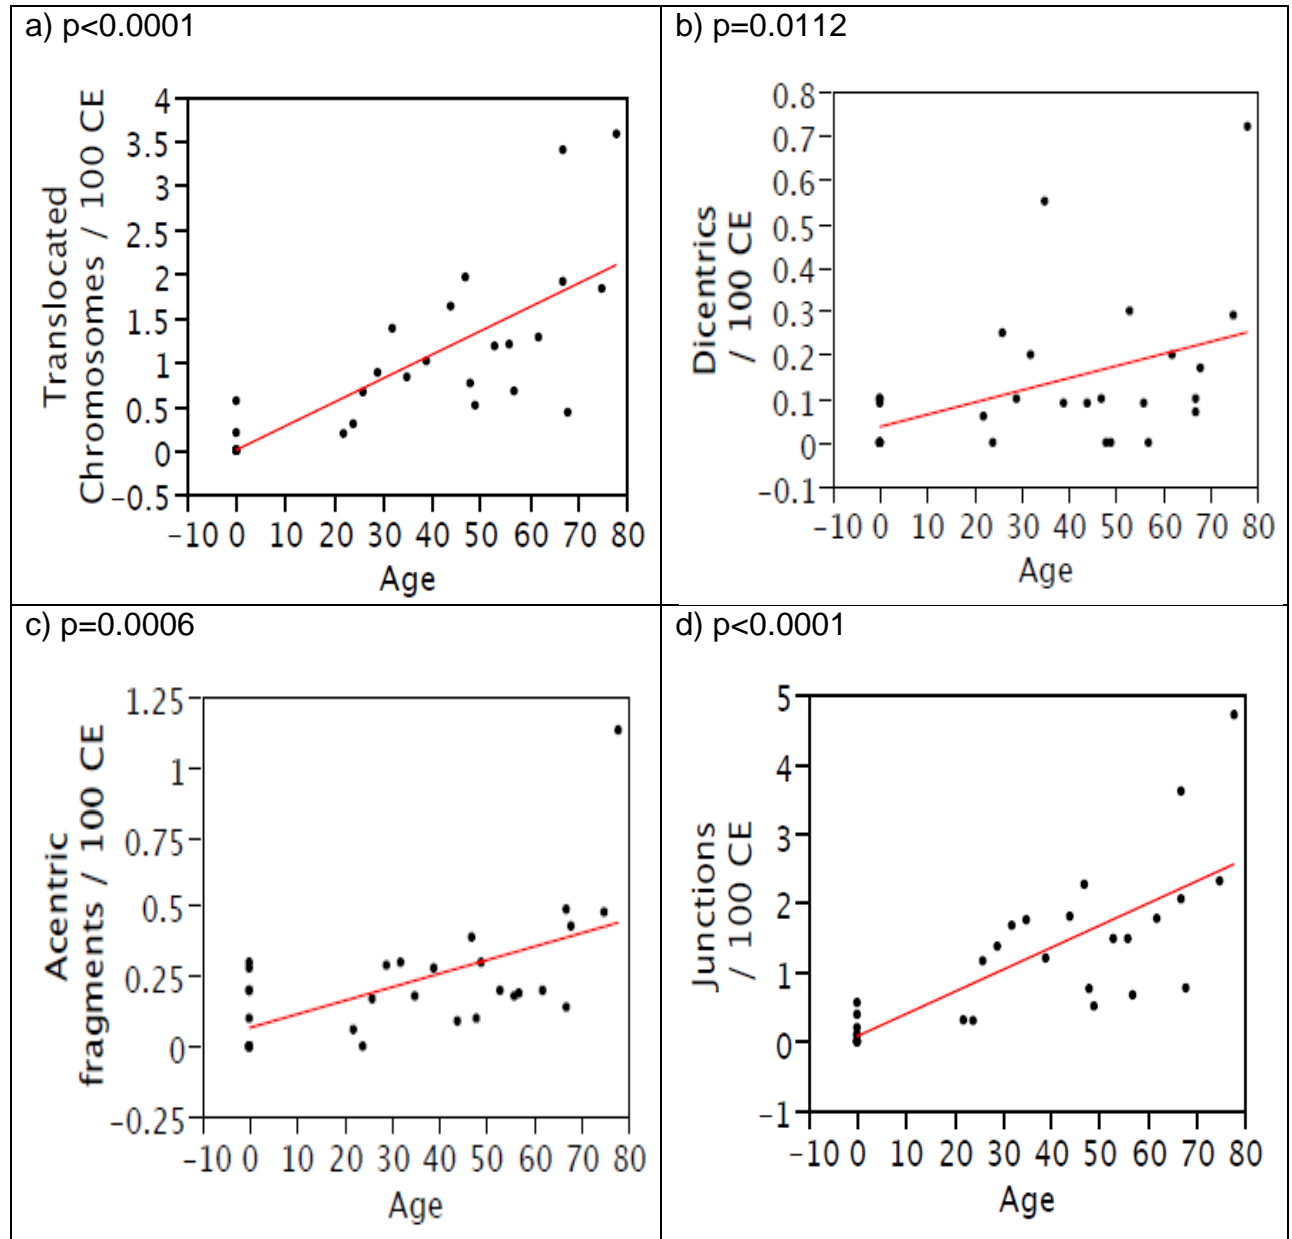 a) p<0.0001
Translocated
Chromosomes / 100 CE
4
3.5
3
2.5
2
1.5
1
0.5
0
−0.5
−10 0 10 20 30 40 50 60 70 80
Age
b) p=0.0112
Dicentrics
/ 100 CE
0.8
0.7
0.6
0.5
0.4
0.3
0.2
0.1
0
−0.1
−10 0 10 20 30 40 50 60 70 80
Age
c) p=0.0006
Acentric
fragments / 100 CE
1.25
1
0.75
0.5
0.25
0
−0.25
−10 0 10 20 30 40 50 60 70 80
Age
d) p<0.0001
Junctions
/ 100 CE
5
4
3
2
1
0
−1
−10 0 10 20 30 40 50 60 70 80
Age